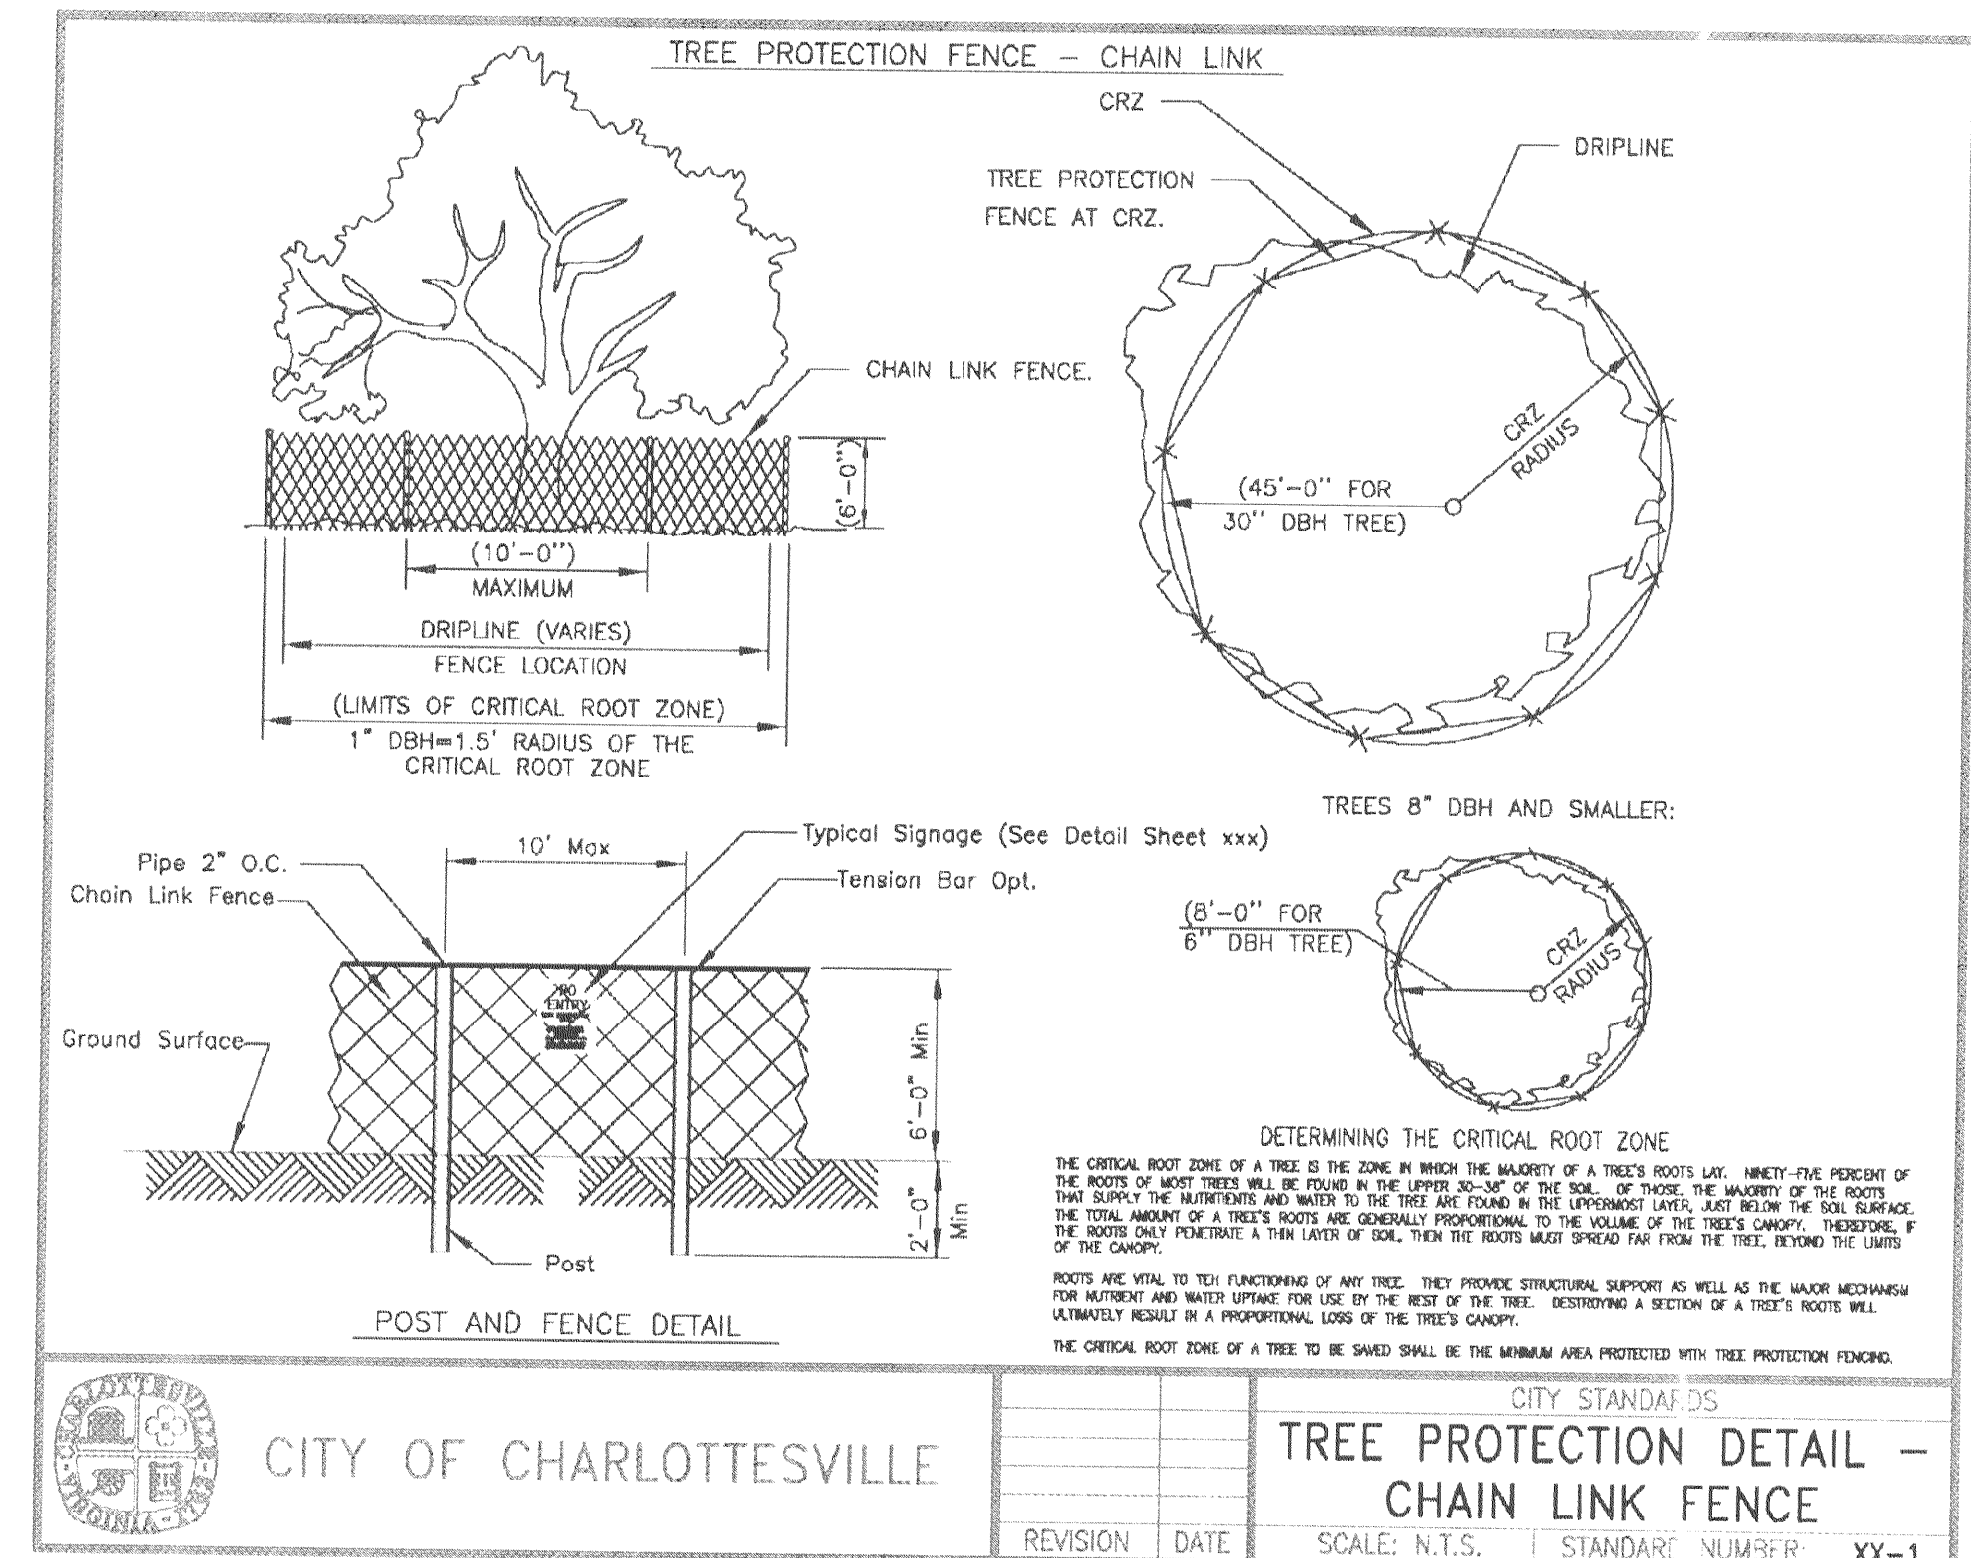 TREE PROTECTION FENCE – CHAIN LINK
CRZ
DRIPLINE
TREE PROTECTION
FENCE AT CRZ.
CHAIN LINK FENCE.
(6'-0")
CRZ
RADIUS
(45'-0" FOR
30" DBH TREE)
(10'-0")
MAXIMUM
DRIPLINE (VARIES)
FENCE LOCATION
(LIMITS OF CRITICAL ROOT ZONE)
1" DBH=1.5' RADIUS OF THE
CRITICAL ROOT ZONE
TREES 8" DBH AND SMALLER:
(8'-0" FOR
6" DBH TREE)
CRZ
RADIUS
10' Max
Typical Signage (See Detail Sheet xxx)
Pipe 2" O.C.
Chain Link Fence
Tension Bar Opt.
NO
ENTRY
Ground Surface
6'-0" Min
2'-0"
Min
Post
POST AND FENCE DETAIL
DETERMINING THE CRITICAL ROOT ZONE
THE CRITICAL ROOT ZONE OF A TREE IS THE ZONE IN WHICH THE MAJORITY OF A TREE'S ROOTS LAY. NINETY-FIVE PERCENT OF
THE ROOTS OF MOST TREES WILL BE FOUND IN THE UPPER OF THE SOIL. OF THOSE, THE MAJORITY OF THE ROOTS
THAT SUPPLY THE NUTRITIENTS AND WATER TO THE TREE ARE FOUND IN THE UPPERMOST LAYER, JUST BELOW THE SOIL SURFACE.
THE TOTAL AMOUNT OF A TREE'S ROOTS ARE GENERALLY PROPORTIONAL TO THE VOLUME OF THE TREE'S CANOPY. THEREFORE, IF
THE ROOTS ONLY PENETRATE A THIN LAYER OF SOIL, THEN THE ROOTS MUST SPREAD FAR FROM THE TREE, BEYOND THE LIMITS
OF THE CANOPY.
ROOTS ARE VITAL TO TEH FUNCTIONING OF ANY TREE. THEY PROVIDE STRUCTURAL SUPPORT AS WELL AS THE MAJOR MECHANISM
FOR NUTRIENT AND WATER UPTAKE FOR USE BY THE REST OF THE TREE. DESTROYING A SECTION OF A TREE'S ROOTS WILL
ULTIMATELY RESULT IN A PROPORTIONAL LOSS OF THE TREE'S CANOPY.
THE CRITICAL ROOT ZONE OF A TREE TO BE SAVED SHALL BE THE MINIMUM AREA PROTECTED WITH TREE PROTECTION FENCING.
CHARLOTTESVILLE
VIRGINIA
CITY OF CHARLOTTESVILLE
REVISION
DATE
CITY STANDARDS
TREE PROTECTION DETAIL –
CHAIN LINK FENCE
SCALE: N.T.S.
STANDARD NUMBER: XX-1